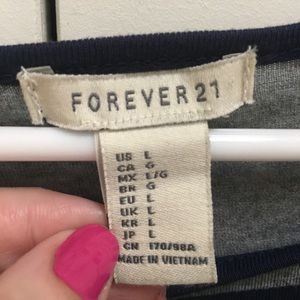 FOREVER 21
US L
CA G
MX L/G
BR G
EU L
UK L
KR L
JP L
CN 170/98A
MADE IN VIETNAM